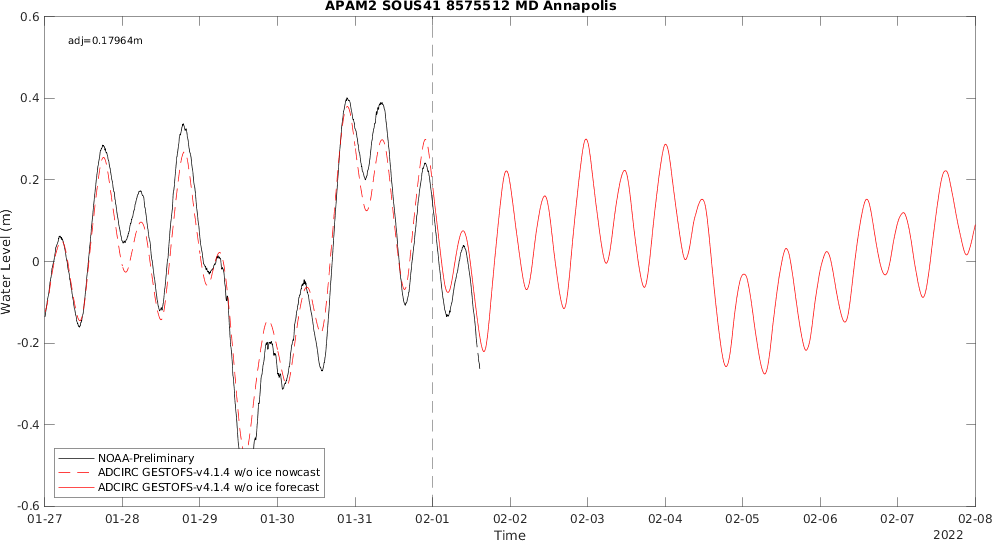 APAM2 SOUS41 8575512 MD Annapolis
adj=0.17964m
0.6
0.4
0.2
0
-0.2
-0.4
-0.6
Water Level (m)
NOAA-Preliminary
ADCIRC GESTOFS-v4.1.4 w/o ice nowcast
ADCIRC GESTOFS-v4.1.4 w/o ice forecast
01-27 01-28 01-29 01-30 01-31 02-01 02-02 02-03 02-04 02-05 02-06 02-07 02-08
Time
2022